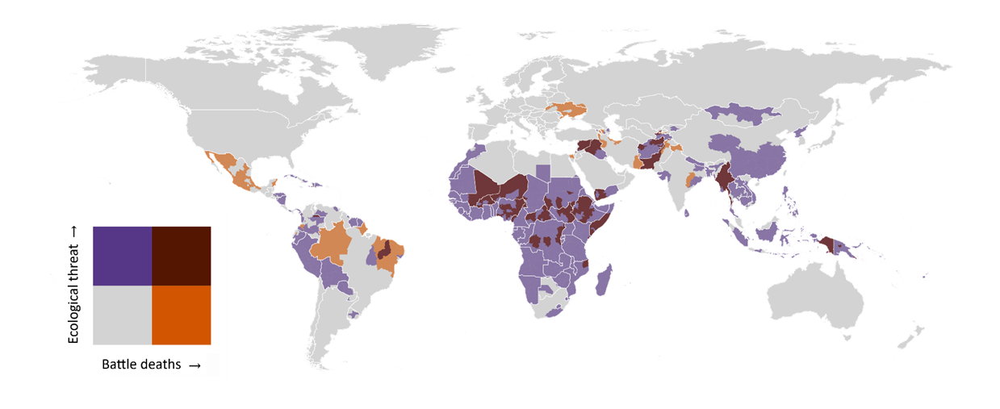 Ecological threat →
Battle deaths →